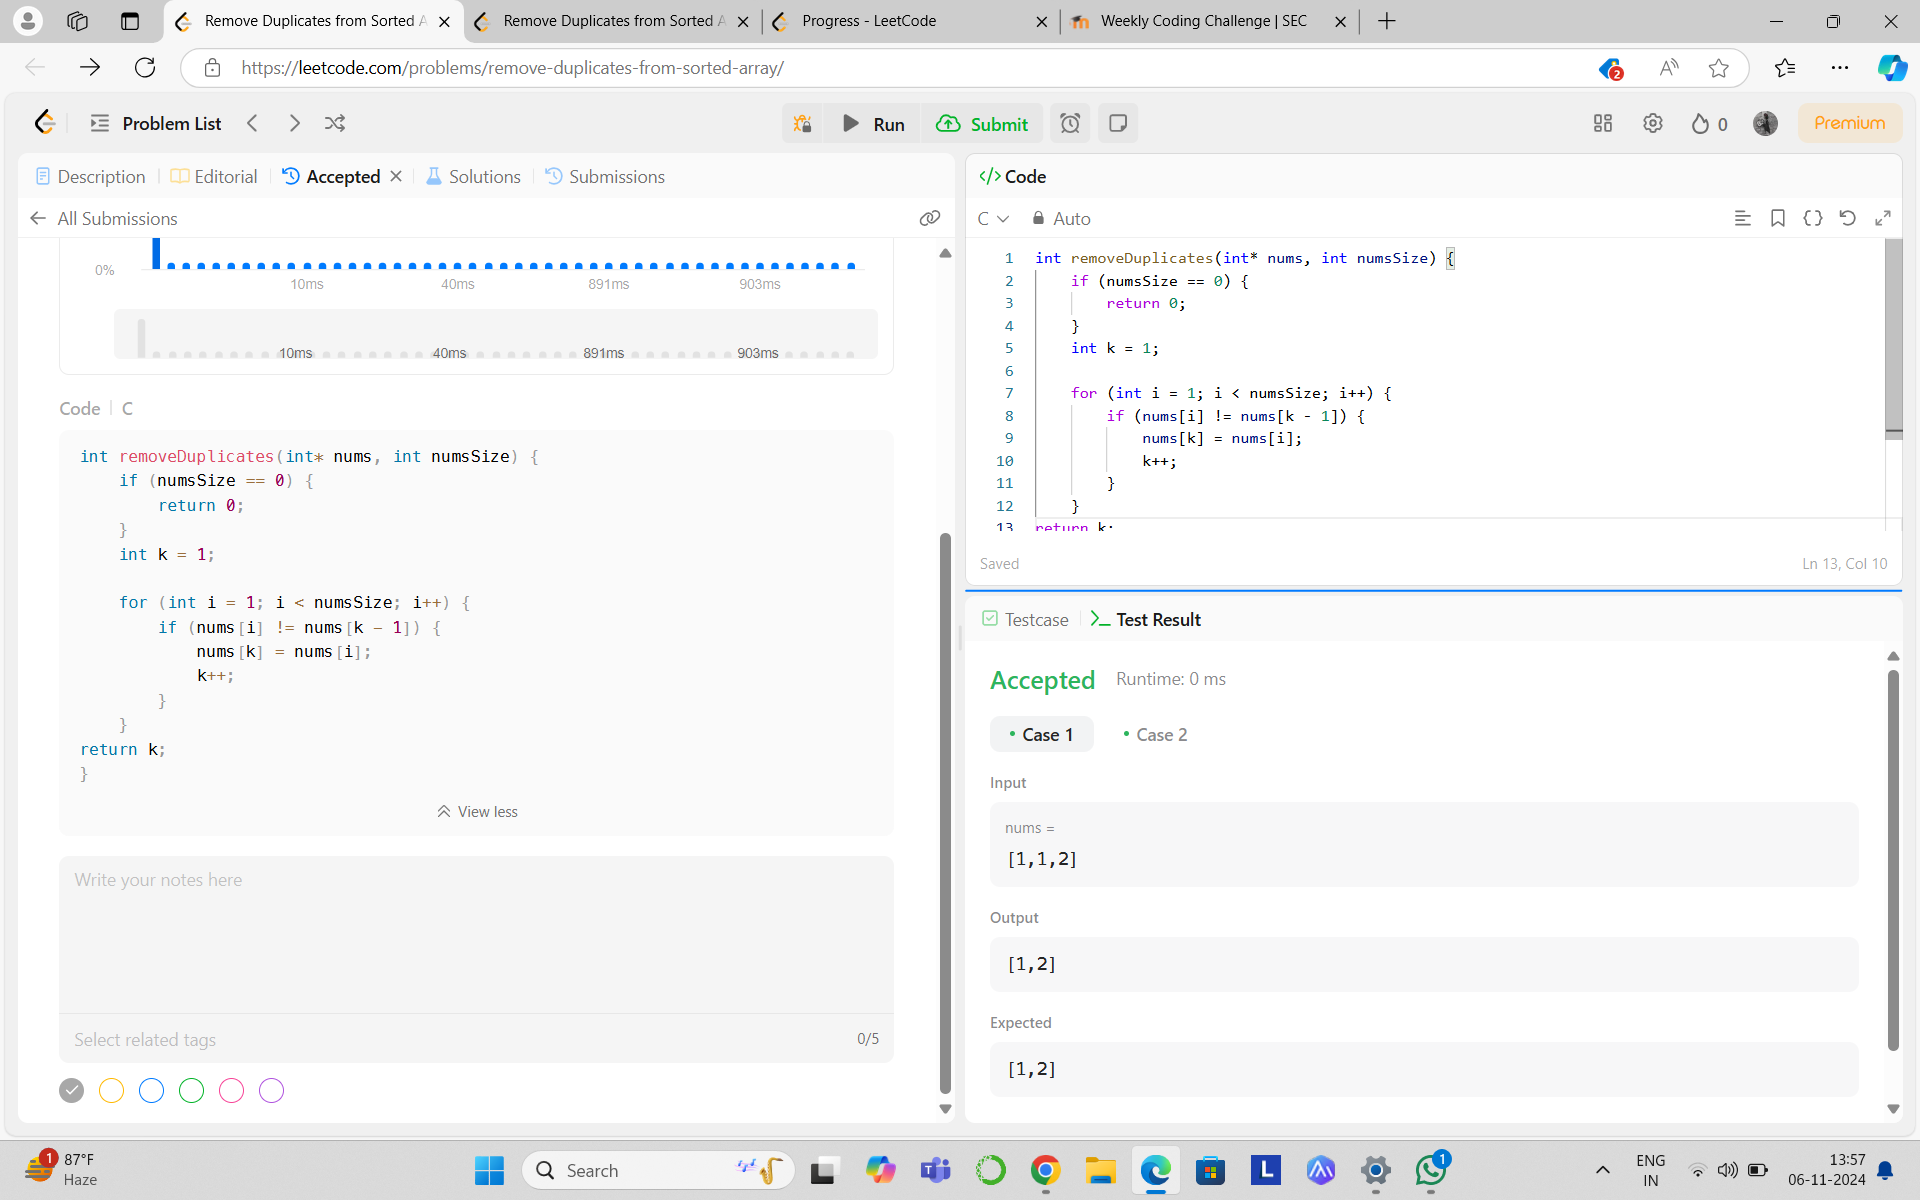 Remove Duplicates from Sorted A
Remove Duplicates from Sorted A
Progress - LeetCode
Weekly Coding Challenge | SEC
https://leetcode.com/problems/remove-duplicates-from-sorted-array/
2
Problem List
Run
Submit
0
Premium
Description
Editorial
Accepted
Solutions
Submissions
All Submissions
0%
10ms
40ms
891ms
903ms
10ms
40ms
891ms
903ms
Code
C
int removeDuplicates(int* nums, int numsSize) {
    if (numsSize == 0) {
        return 0;
    }
    int k = 1;
    for (int i = 1; i < numsSize; i++) {
        if (nums[i] != nums[k - 1]) {
            nums[k] = nums[i];
            k++;
        }
    }
return k;
}
View less
Write your notes here
Select related tags
0/5
</> Code
C
Auto
1 int removeDuplicates(int* nums, int numsSize) {
2     if (numsSize == 0) {
3         return 0;
4     }
5     int k = 1;
6
7     for (int i = 1; i < numsSize; i++) {
8         if (nums[i] != nums[k - 1]) {
9             nums[k] = nums[i];
10             k++;
11         }
12     }
13 return k;
Saved
Ln 13, Col 10
Testcase
Test Result
Accepted
Runtime: 0 ms
Case 1
Case 2
Input
nums =
[1,1,2]
Output
[1,2]
Expected
[1,2]
1
87°F
Haze
Search
L
1
ENG
IN
13:57
06-11-2024